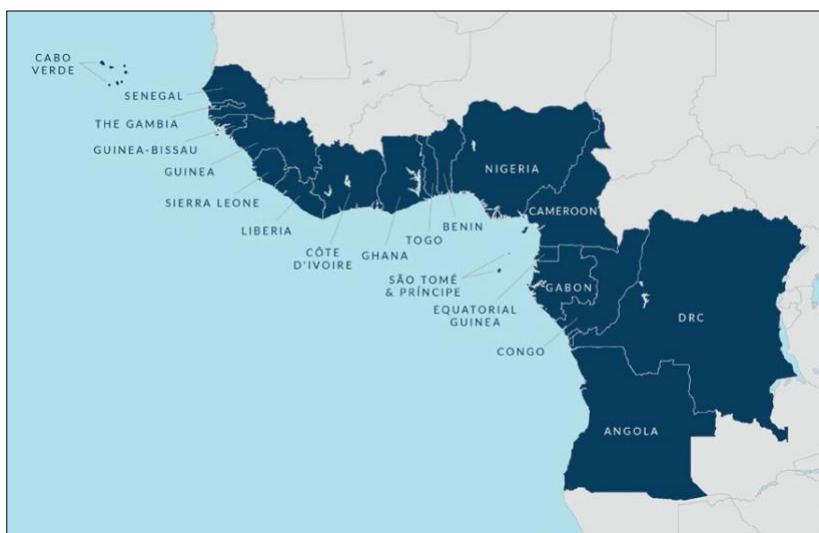 CABO
VERDE
SENEGAL
THE GAMBIA
GUINEA-BISSAU
GUINEA
SIERRA LEONE
LIBERIA
CÔTE
D'IVOIRE
GHANA
TOGO
BENIN
NIGERIA
CAMEROON
SÃO TOMÉ
& PRÍNCIPE
EQUATORIAL
GUINEA
GABON
CONGO
DRC
ANGOLA